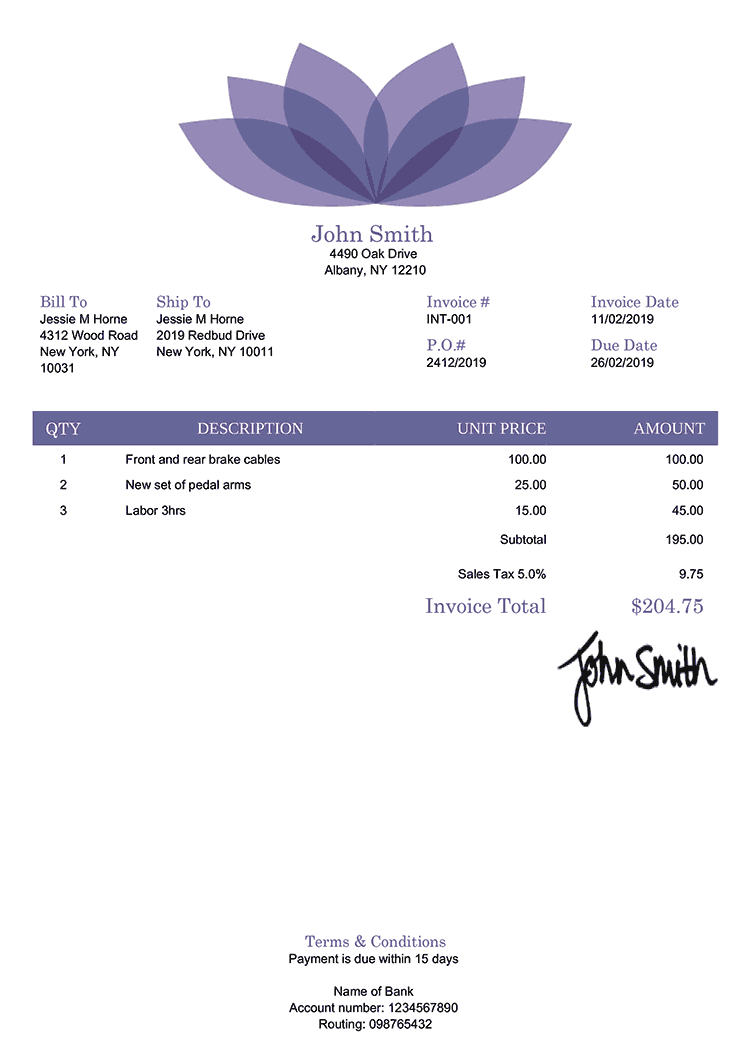 John Smith
4490 Oak Drive
Albany, NY 12210
Bill To
Jessie M Horne
4312 Wood Road
New York, NY
10031
Ship To
Jessie M Horne
2019 Redbud Drive
New York, NY 10011
Invoice #
INT-001
P.O.#
2412/2019
Invoice Date
11/02/2019
Due Date
26/02/2019
QTY DESCRIPTION UNIT PRICE AMOUNT
1 Front and rear brake cables 100.00 100.00
2 New set of pedal arms 25.00 50.00
3 Labor 3hrs 15.00 45.00
Subtotal 195.00
Sales Tax 5.0% 9.75
Invoice Total $204.75
John Smith
Terms & Conditions
Payment is due within 15 days
Name of Bank
Account number: 1234567890
Routing: 098765432